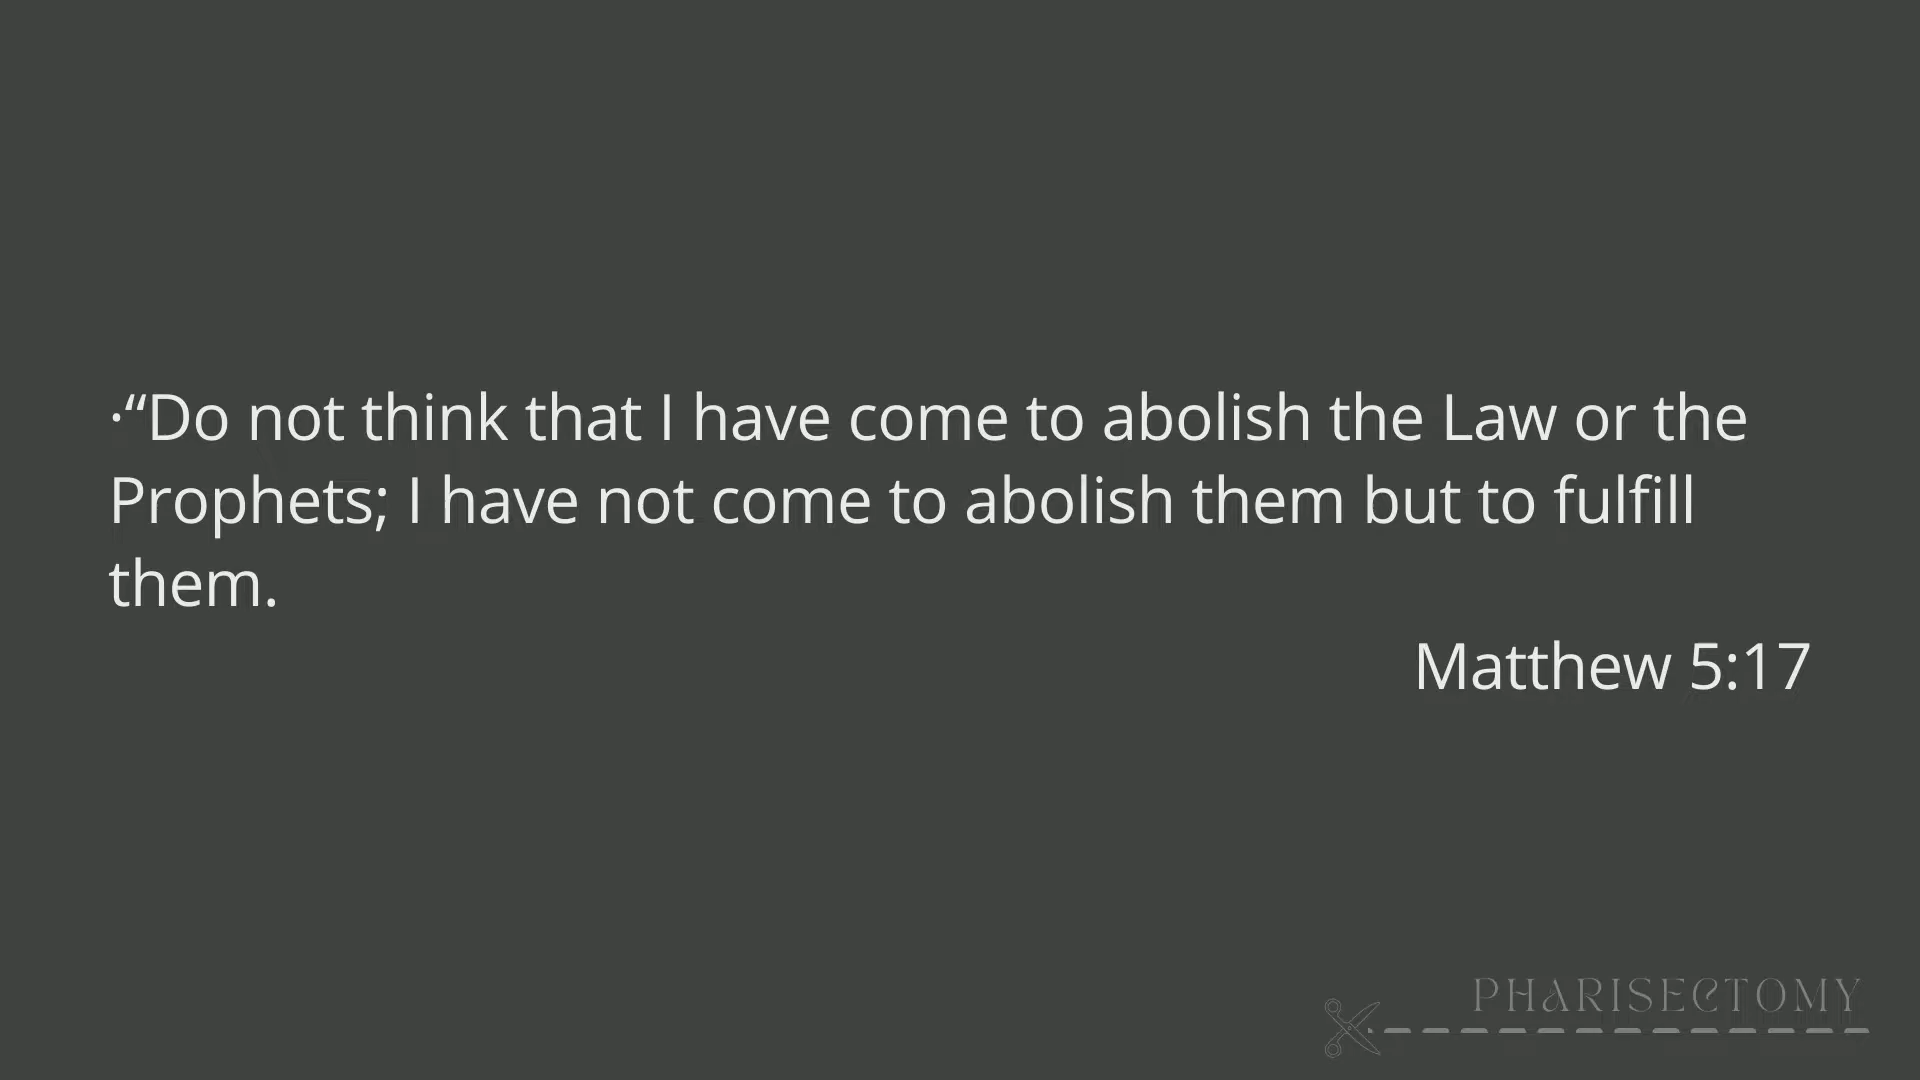 ·“Do not think that I have come to abolish the Law or the
Prophets; I have not come to abolish them but to fulfill
them.
Matthew 5:17
PHARISECTOMY